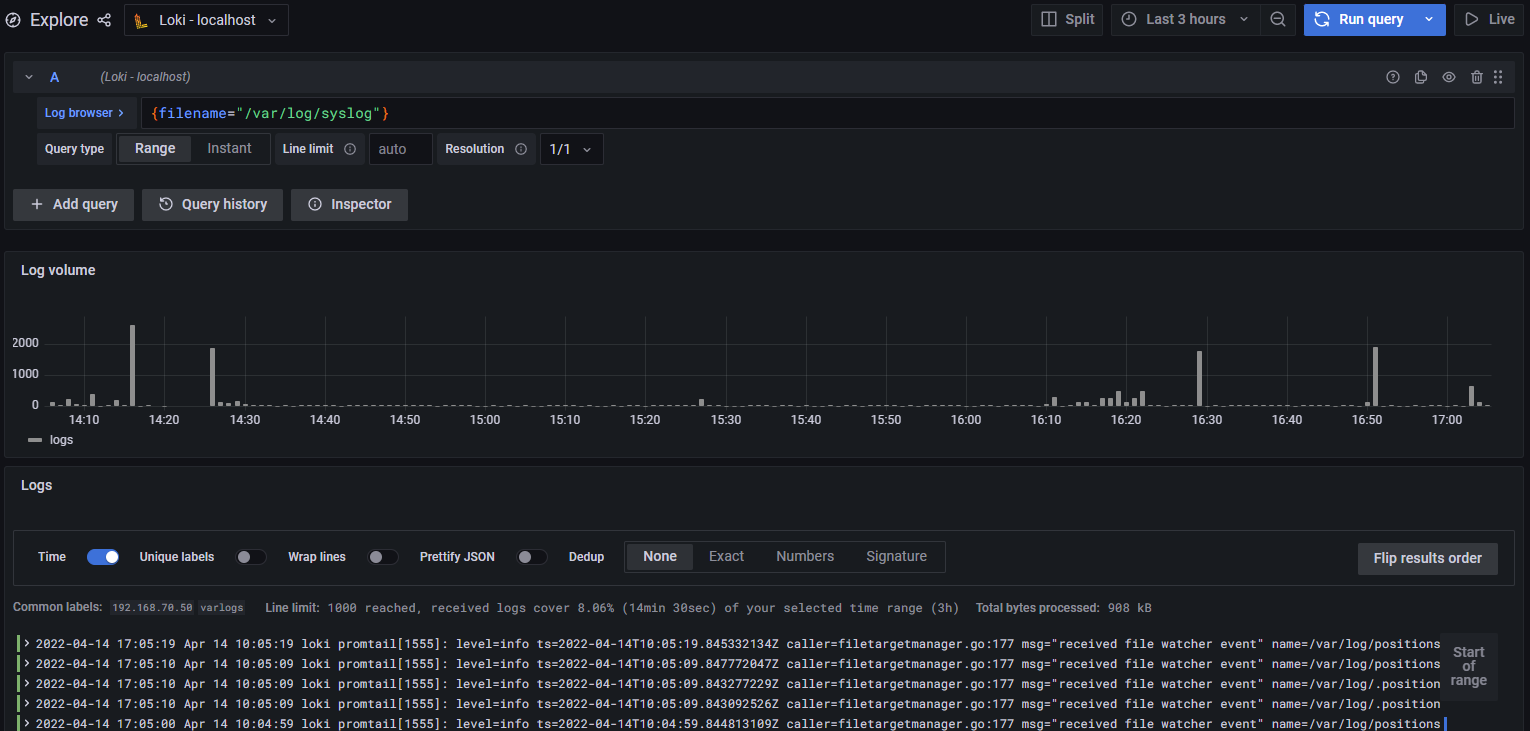 Explore Loki - localhost Split Last 3 hours Run query Live
A (Loki - localhost)
Log browser > {filename="/var/log/syslog"}
Query type Range Instant Line limit auto Resolution 1/1
+ Add query Query history Inspector
Log volume
2000
1000
0
14:10 14:20 14:30 14:40 14:50 15:00 15:10 15:20 15:30 15:40 15:50 16:00 16:10 16:20 16:30 16:40 16:50 17:00
logs
Logs
Time Unique labels Wrap lines Prettify JSON Dedup None Exact Numbers Signature Flip results order
Common labels: 192.168.70.50 varlogs Line limit: 1000 reached, received logs cover 8.06% (14min 30sec) of your selected time range (3h) Total bytes processed: 908 kB
> 2022-04-14 17:05:19 Apr 14 10:05:19 loki promtail[1555]: level=info ts=2022-04-14T10:05:19.845332134Z caller=filetargetmanager.go:177 msg="received file watcher event" name=/var/log/positions
> 2022-04-14 17:05:10 Apr 14 10:05:09 loki promtail[1555]: level=info ts=2022-04-14T10:05:09.847772047Z caller=filetargetmanager.go:177 msg="received file watcher event" name=/var/log/positions
> 2022-04-14 17:05:10 Apr 14 10:05:09 loki promtail[1555]: level=info ts=2022-04-14T10:05:09.843277229Z caller=filetargetmanager.go:177 msg="received file watcher event" name=/var/log/.position
> 2022-04-14 17:05:10 Apr 14 10:05:09 loki promtail[1555]: level=info ts=2022-04-14T10:05:09.843092526Z caller=filetargetmanager.go:177 msg="received file watcher event" name=/var/log/.position
> 2022-04-14 17:05:00 Apr 14 10:04:59 loki promtail[1555]: level=info ts=2022-04-14T10:04:59.844813109Z caller=filetargetmanager.go:177 msg="received file watcher event" name=/var/log/positions
Start
of
range